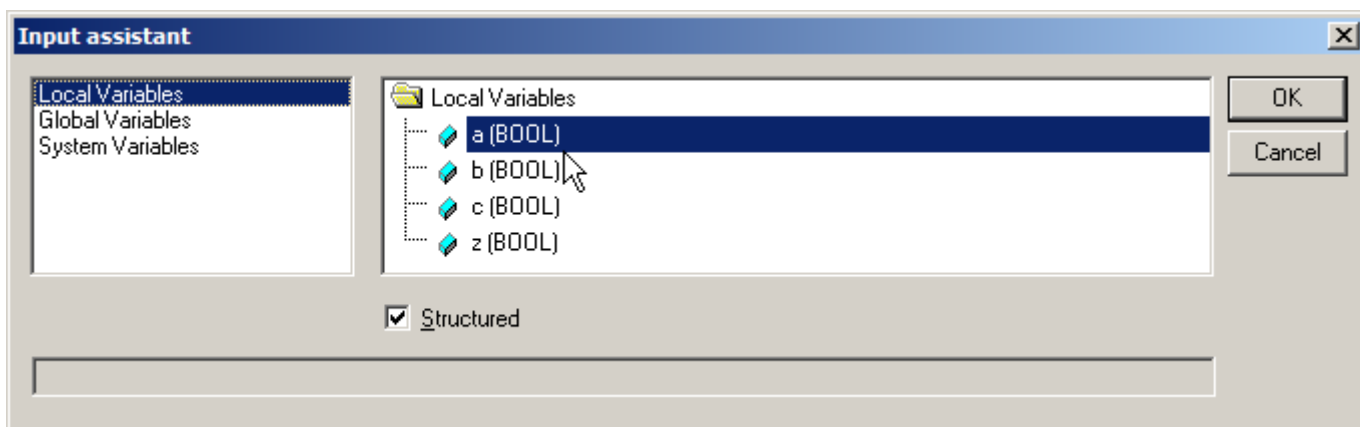 Input assistant
Local Variables
Global Variables
System Variables
Local Variables
a (BOOL)
b (BOOL)
c (BOOL)
z (BOOL)
OK
Cancel
Structured